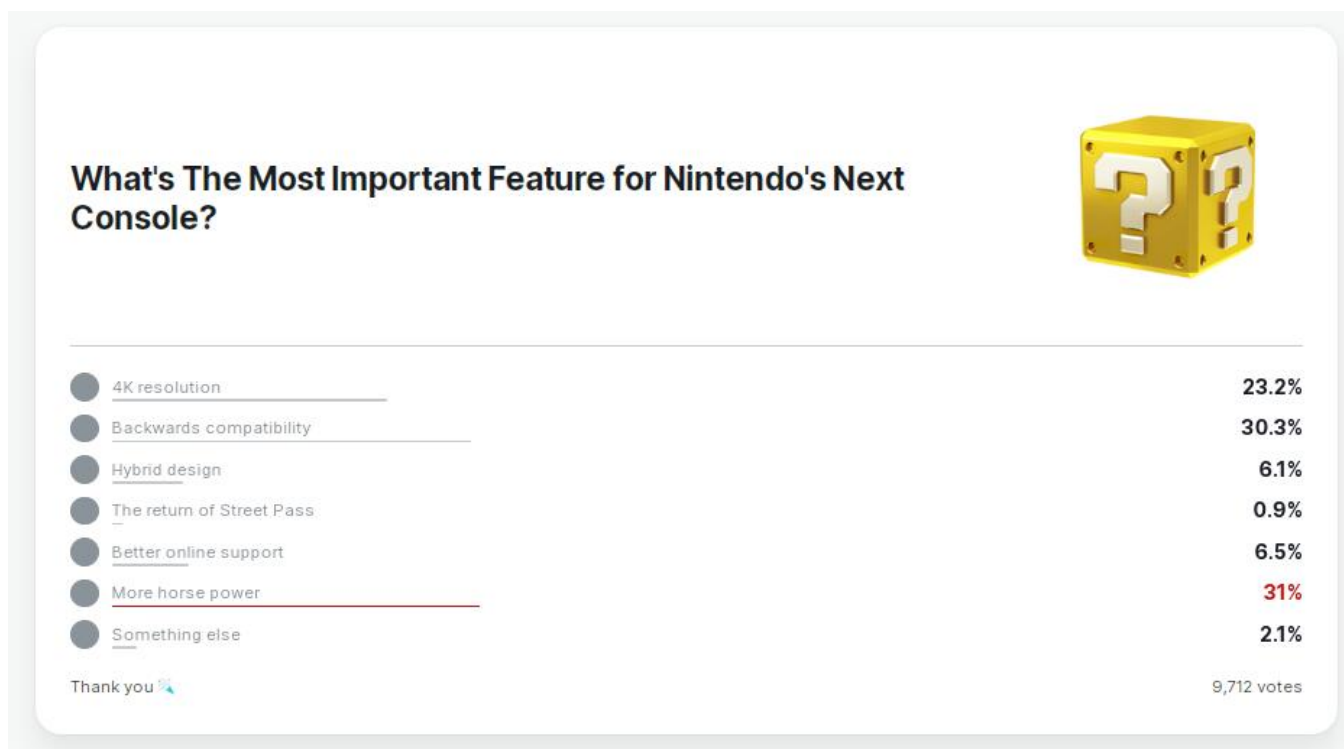 What's The Most Important Feature for Nintendo's Next
Console?
? ?
4K resolution 23.2%
Backwards compatibility 30.3%
Hybrid design 6.1%
The return of Street Pass 0.9%
Better online support 6.5%
More horse power 31%
Something else 2.1%
Thank you 9,712 votes